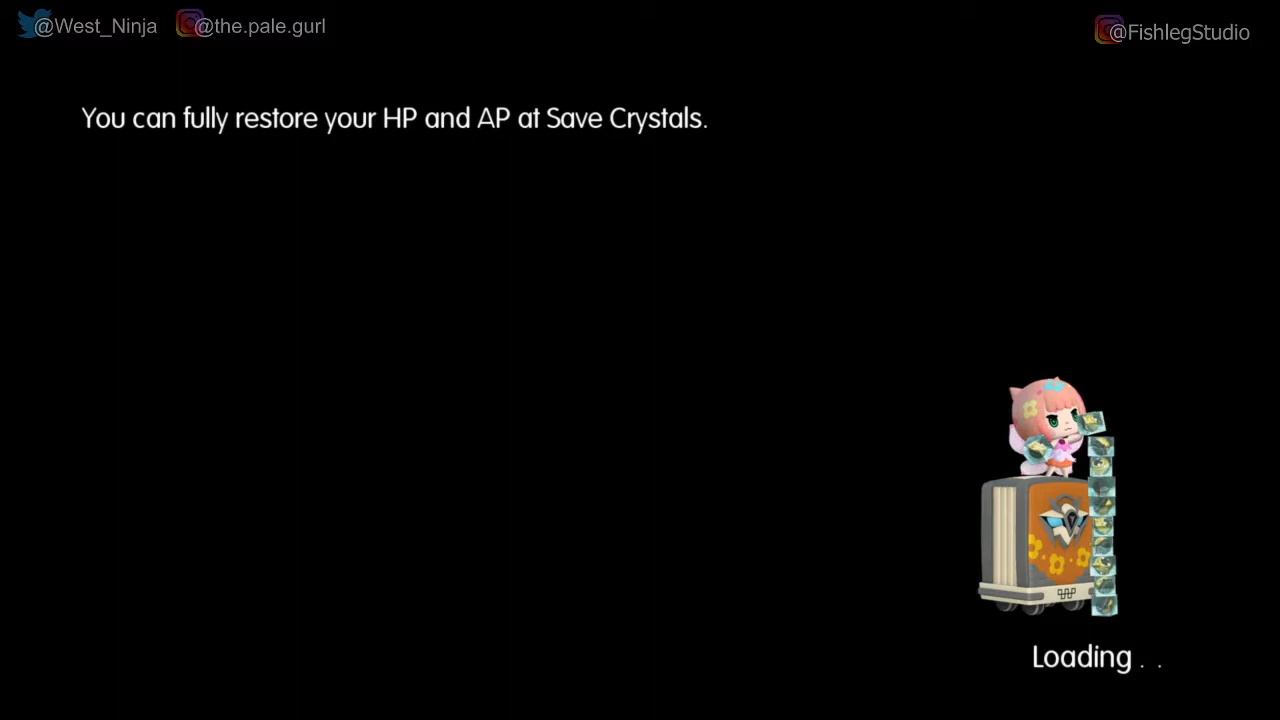 @West_Ninja @the.pale.gurl @FishlegStudio
You can fully restore your HP and AP at Save Crystals.
Loading . .